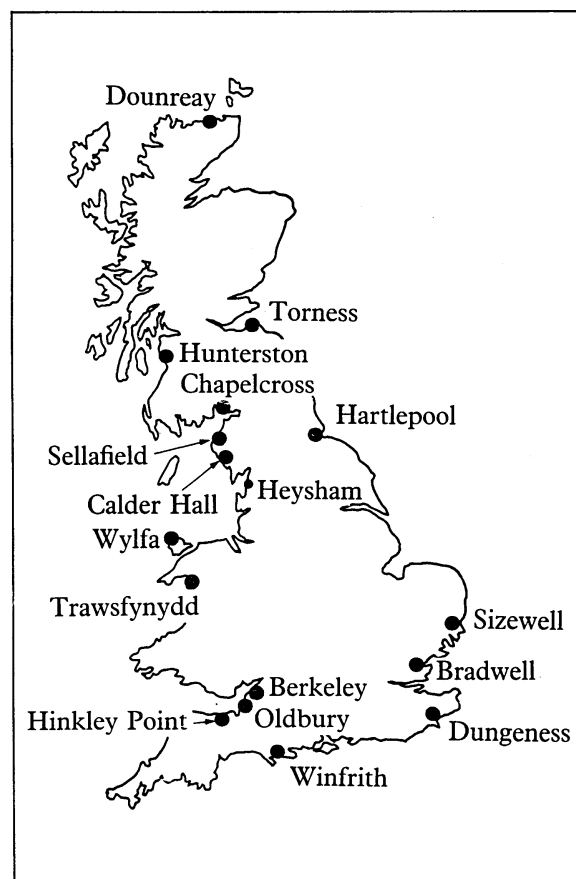 Dounreay
Torness
Hunterston
Chapelcross
Hartlepool
Sellafield
Calder Hall
Heysham
Wylfa
Trawsfynydd
Sizewell
Bradwell
Berkeley
Hinkley Point
Oldbury
Dungeness
Winfrith